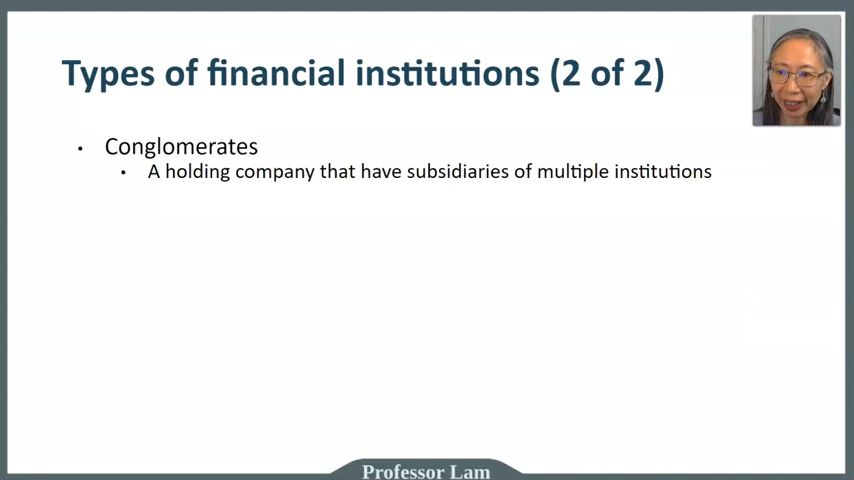 Types of financial institutions (2 of 2)
• Conglomerates
• A holding company that have subsidiaries of multiple institutions
Professor Lam